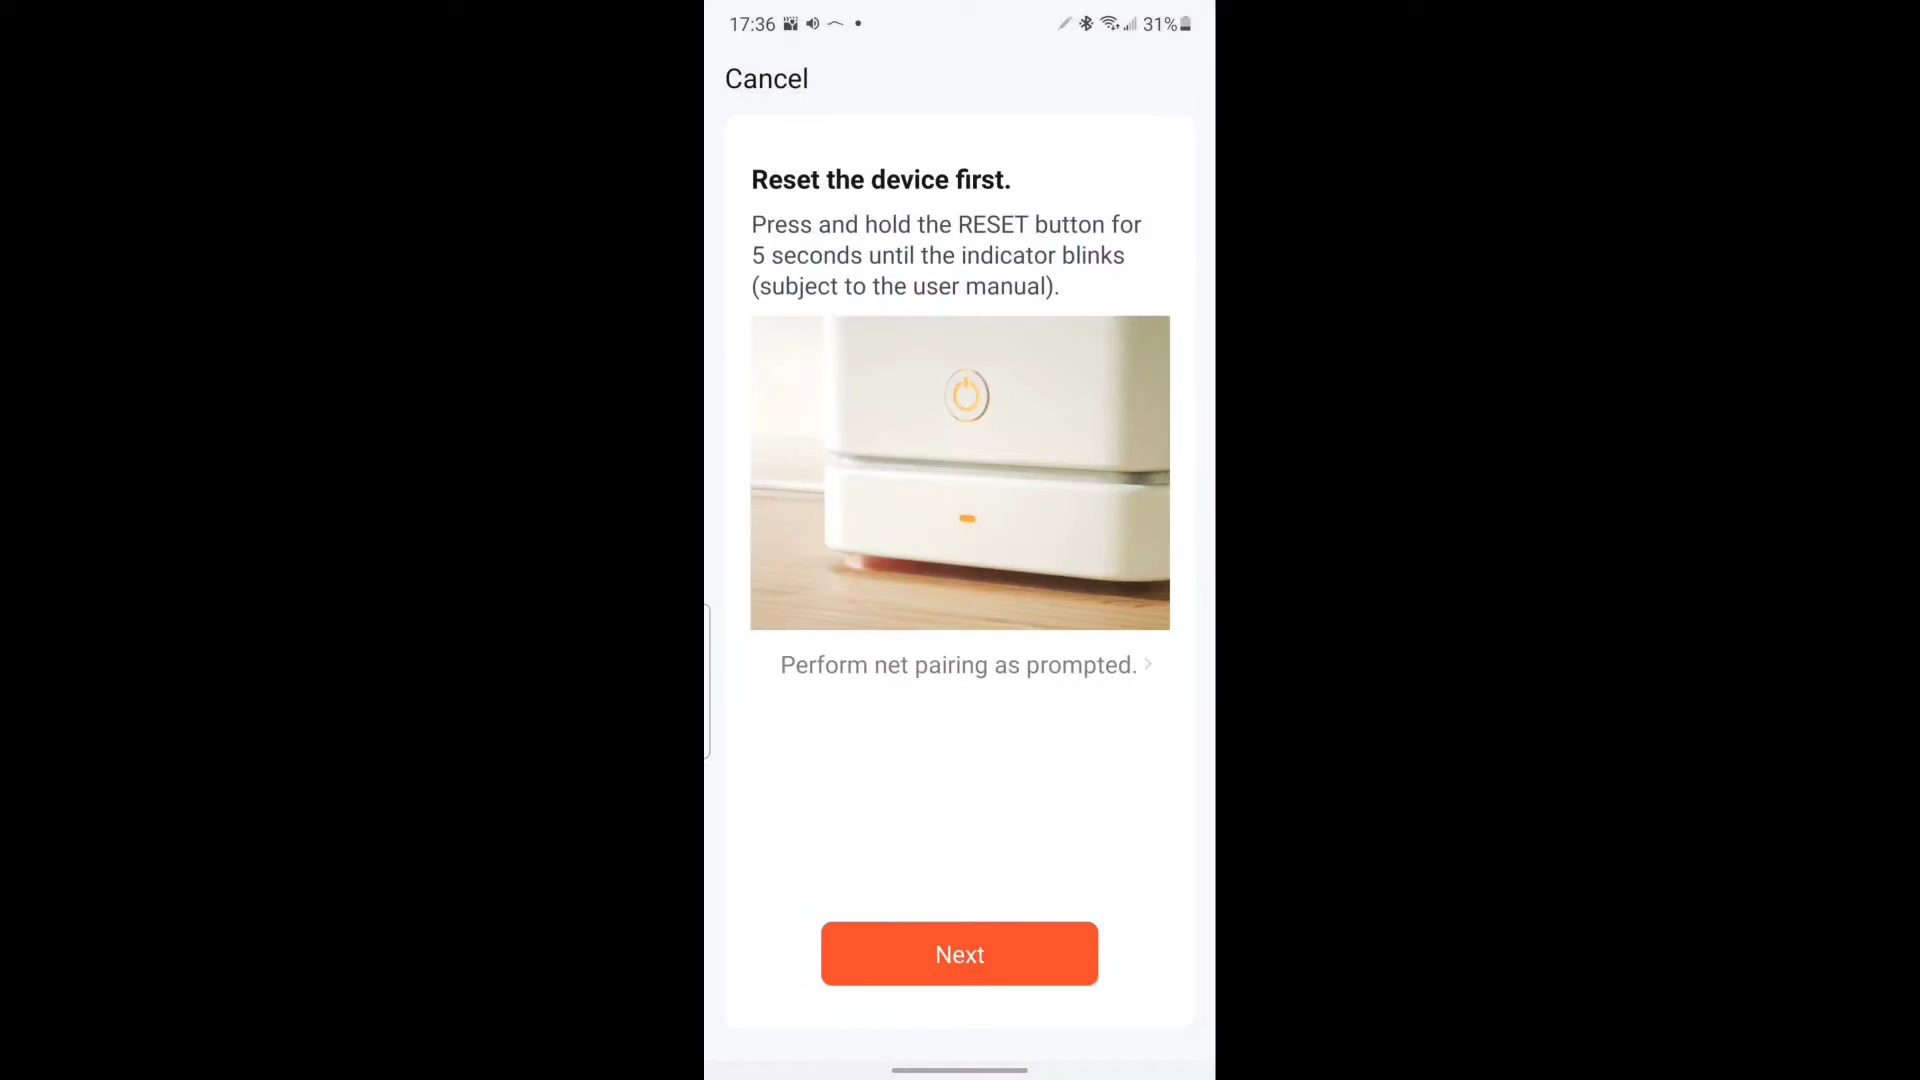 17:36 31%
Cancel
Reset the device first.
Press and hold the RESET button for
5 seconds until the indicator blinks
(subject to the user manual).
Perform net pairing as prompted.
Next